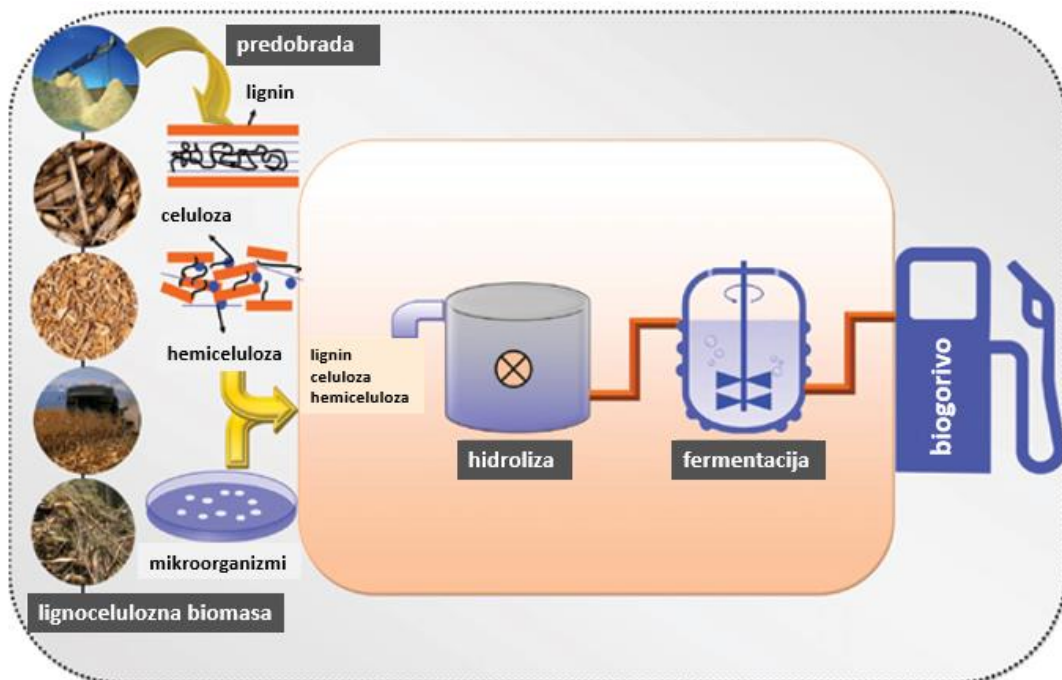 predobrada
lignin
celuloza
hemiceluloza
lignin
celuloza
hemiceluloza
hidroliza
fermentacija
biogorivo
mikroorganizmi
lignocelulozna biomasa